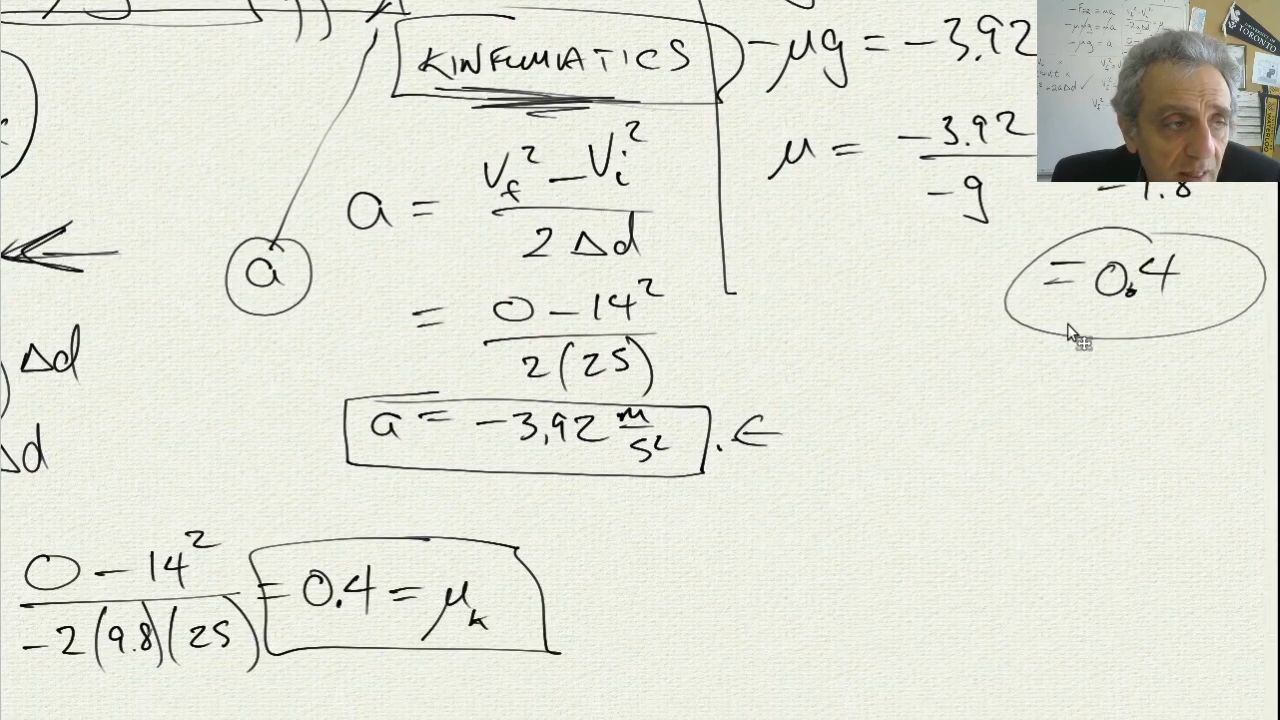 KINEMATICS
a = (Vf² - Vi²) / 2Δd
= (0 - 14²) / 2(25)
a = -3.92 m/s² . ←
-μg = -3.92
μ = -3.92 / -g
-9.8
= 0.4
a
Δd
Δd
(0 - 14²) / -2(9.8)(25) = 0.4 = μk
TORONTO